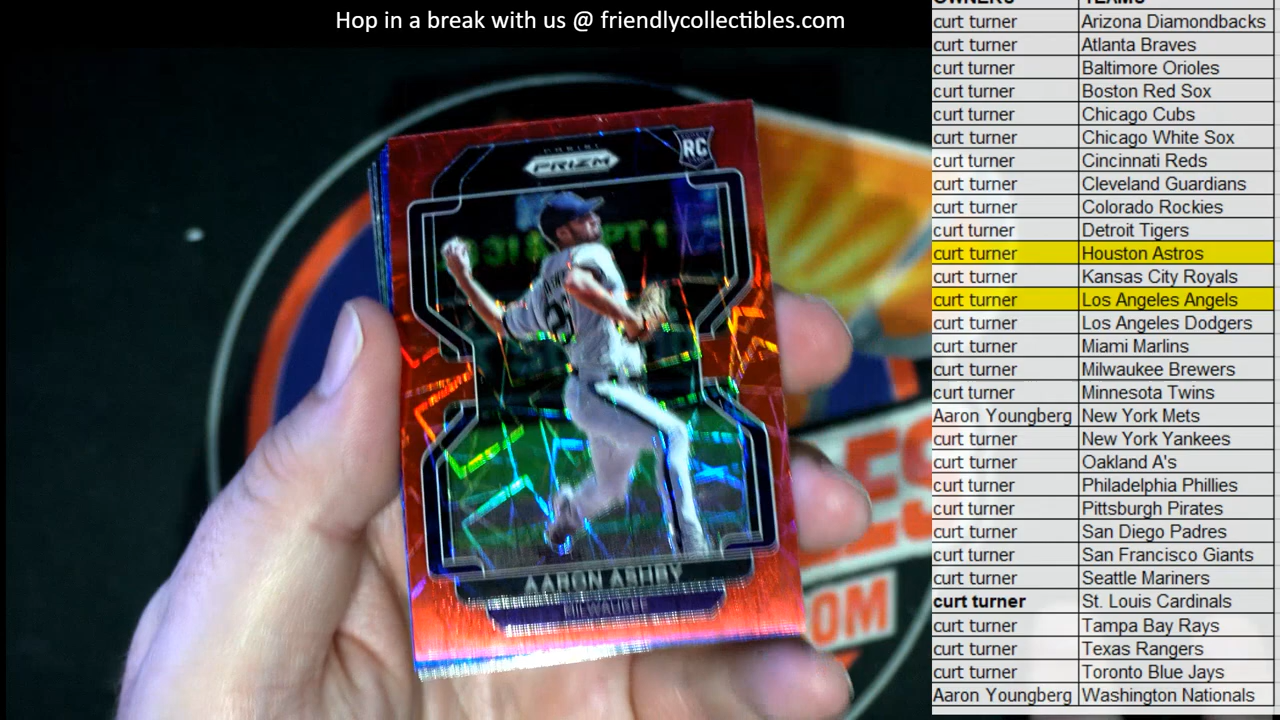 Hop in a break with us @ friendlycollectibles.com
OWNERS TEAMS
curt turner Arizona Diamondbacks
curt turner Atlanta Braves
curt turner Baltimore Orioles
curt turner Boston Red Sox
curt turner Chicago Cubs
curt turner Chicago White Sox
curt turner Cincinnati Reds
curt turner Cleveland Guardians
curt turner Colorado Rockies
curt turner Detroit Tigers
curt turner Houston Astros
curt turner Kansas City Royals
curt turner Los Angeles Angels
curt turner Los Angeles Dodgers
curt turner Miami Marlins
curt turner Milwaukee Brewers
curt turner Minnesota Twins
Aaron Youngberg New York Mets
curt turner New York Yankees
curt turner Oakland A's
curt turner Philadelphia Phillies
curt turner Pittsburgh Pirates
curt turner San Diego Padres
curt turner San Francisco Giants
curt turner Seattle Mariners
curt turner St. Louis Cardinals
curt turner Tampa Bay Rays
curt turner Texas Rangers
curt turner Toronto Blue Jays
Aaron Youngberg Washington Nationals
PANINI
PRIZM
RC
AARON ASHBY
MILWAUKEE
ES
.COM